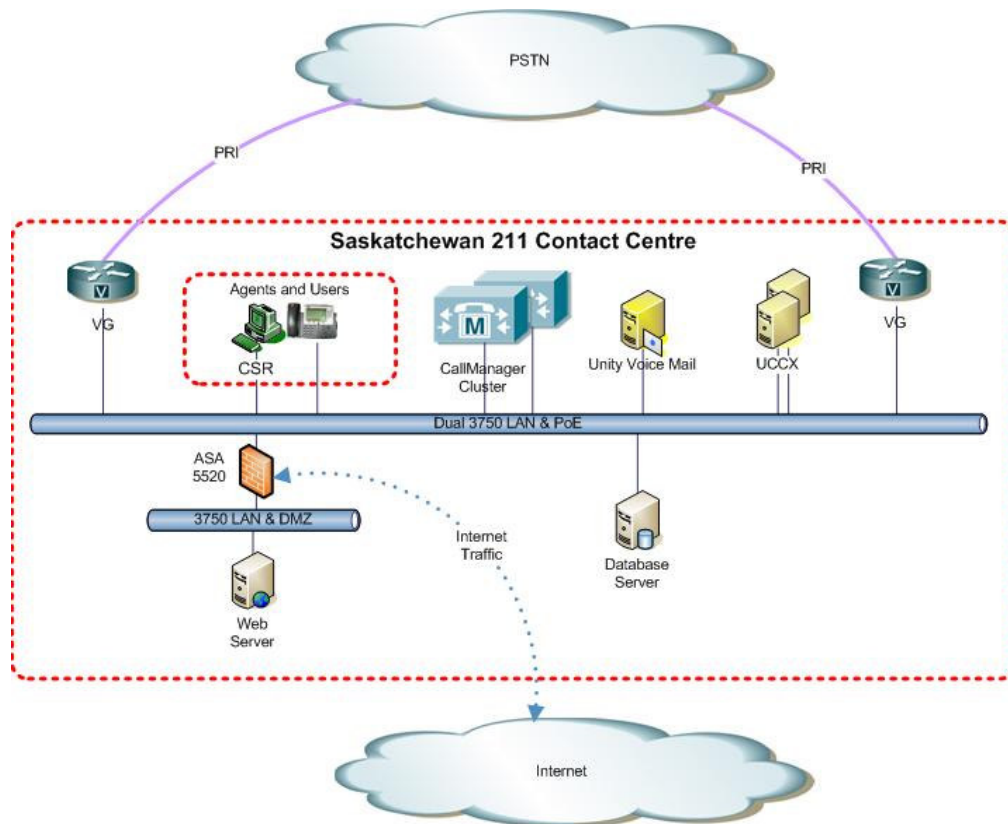 PSTN
PRI
PRI
Saskatchewan 211 Contact Centre
Agents and Users
V
VG
CSR
M
CallManager
Cluster
Unity Voice Mail
UCCX
V
VG
Dual 3750 LAN & PoE
ASA
5520
3750 LAN & DMZ
Internet
Traffic
Web
Server
Database
Server
Internet